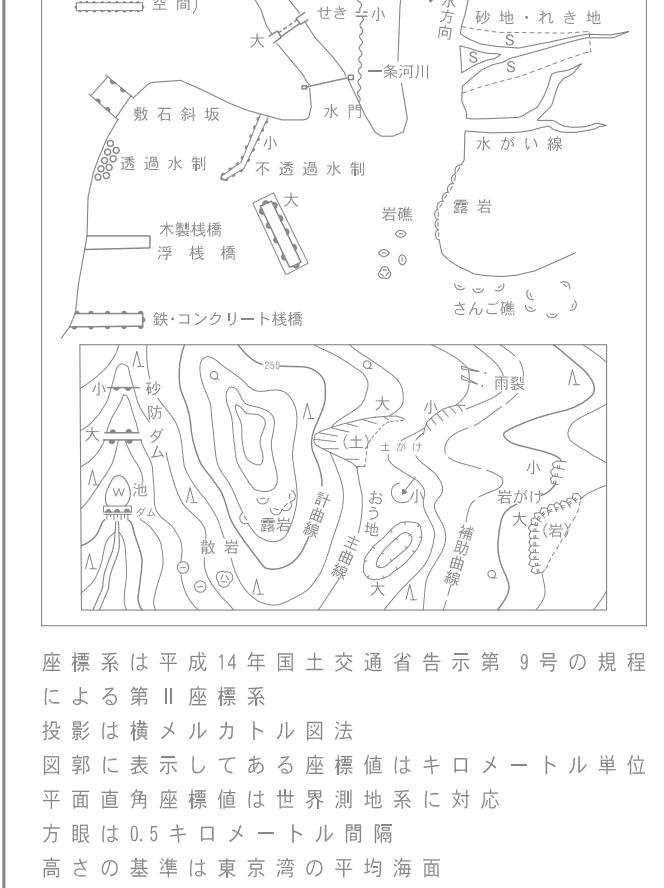 空間)
せき
小
水方向
砂地・れき地
大
S
S
S
一条河川
敷石斜坂
水門
小
水がい線
透過水制
不透過水制
大
岩礁
露岩
木製桟橋
浮桟橋
さんご礁
鉄・コンクリート桟橋
250
小
砂防ダム
大
雨裂
大
小
(土)
土がけ
小
W
池
ダム
計曲線
おう地
小
岩がけ
大
(岩)
露岩
散岩
主曲線
補助曲線
大
座標系は平成14年国土交通省告示第 9号の規程
による第Ⅱ座標系
投影は横メルカトル図法
図郭に表示してある座標値はキロメートル単位
平面直角座標値は世界測地系に対応
方眼は0.5キロメートル間隔
高さの基準は東京湾の平均海面